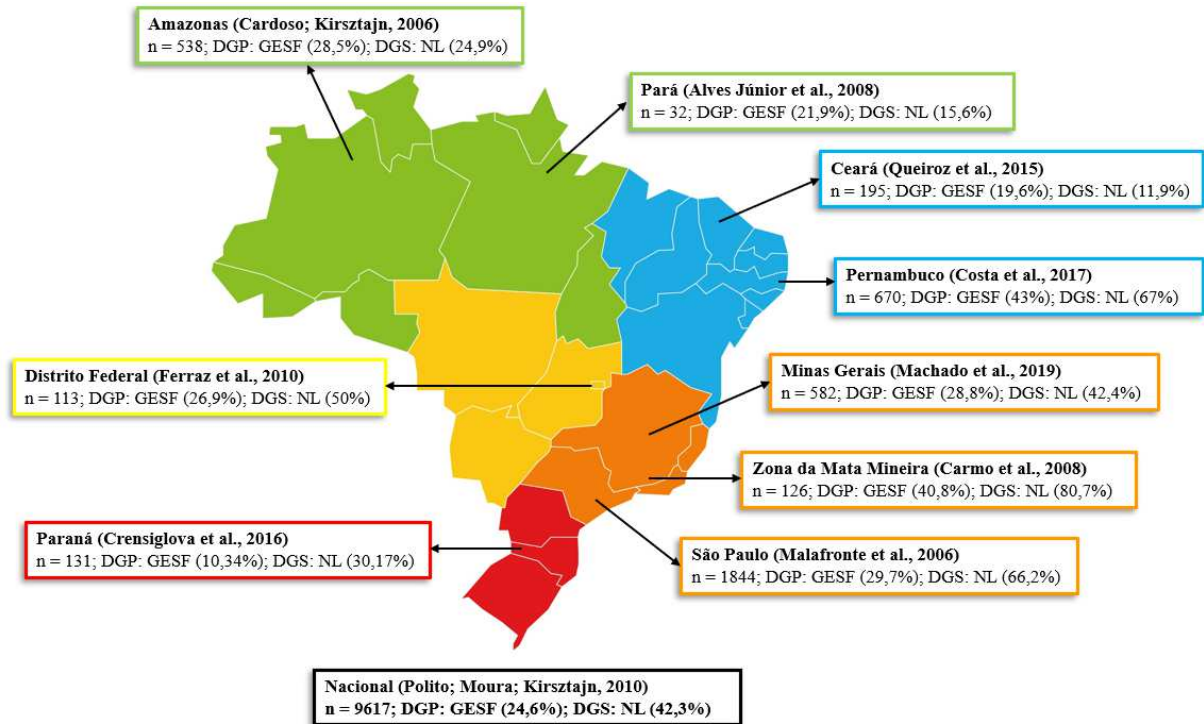 Amazonas (Cardoso; Kirsztajn, 2006)
n = 538; DGP: GESF (28,5%); DGS: NL (24,9%)
Pará (Alves Júnior et al., 2008)
n = 32; DGP: GESF (21,9%); DGS: NL (15,6%)
Ceará (Queiroz et al., 2015)
n = 195; DGP: GESF (19,6%); DGS: NL (11,9%)
Pernambuco (Costa et al., 2017)
n = 670; DGP: GESF (43%); DGS: NL (67%)
Distrito Federal (Ferraz et al., 2010)
n = 113; DGP: GESF (26,9%); DGS: NL (50%)
Minas Gerais (Machado et al., 2019)
n = 582; DGP: GESF (28,8%); DGS: NL (42,4%)
Zona da Mata Mineira (Carmo et al., 2008)
n = 126; DGP: GESF (40,8%); DGS: NL (80,7%)
Paraná (Crensiglova et al., 2016)
n = 131; DGP: GESF (10,34%); DGS: NL (30,17%)
São Paulo (Malafronte et al., 2006)
n = 1844; DGP: GESF (29,7%); DGS: NL (66,2%)
Nacional (Polito; Moura; Kirsztajn, 2010)
n = 9617; DGP: GESF (24,6%); DGS: NL (42,3%)